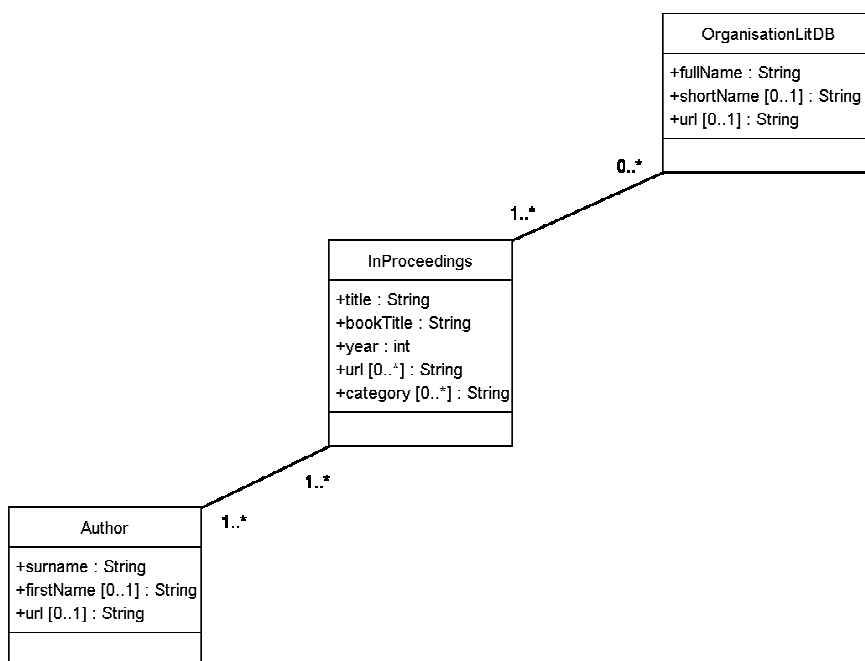 OrganisationLitDB
+fullName : String
+shortName [0..1] : String
+url [0..1] : String
0..*
1..*
InProceedings
+title : String
+bookTitle : String
+year : int
+url [0..*] : String
+category [0..*] : String
1..*
1..*
Author
+surname : String
+firstName [0..1] : String
+url [0..1] : String